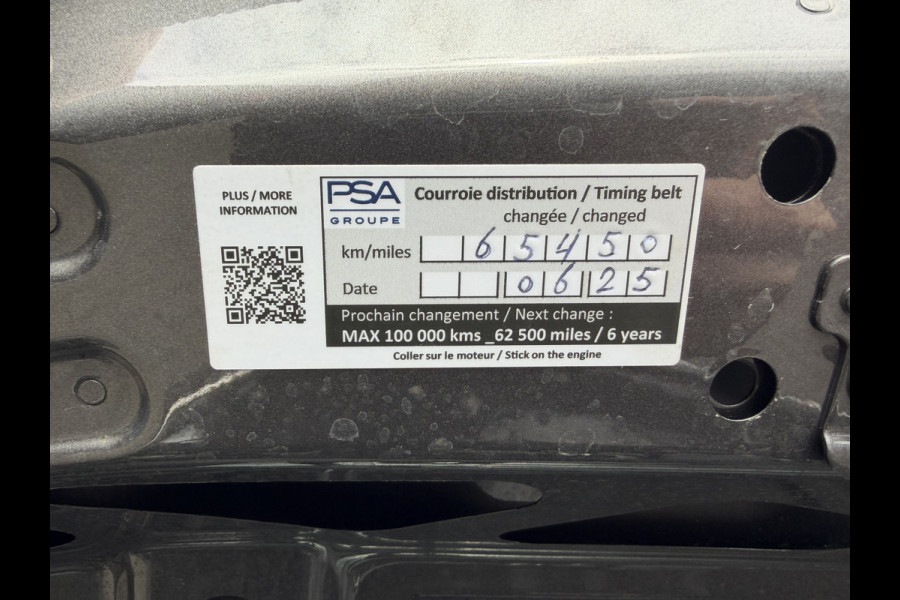 PLUS / MORE
INFORMATION
PSA
GROUPE
Courroie distribution / Timing belt
changée / changed
km/miles 65450
Date 0625
Prochain changement / Next change :
MAX 100 000 kms _62 500 miles / 6 years
Coller sur le moteur / Stick on the engine